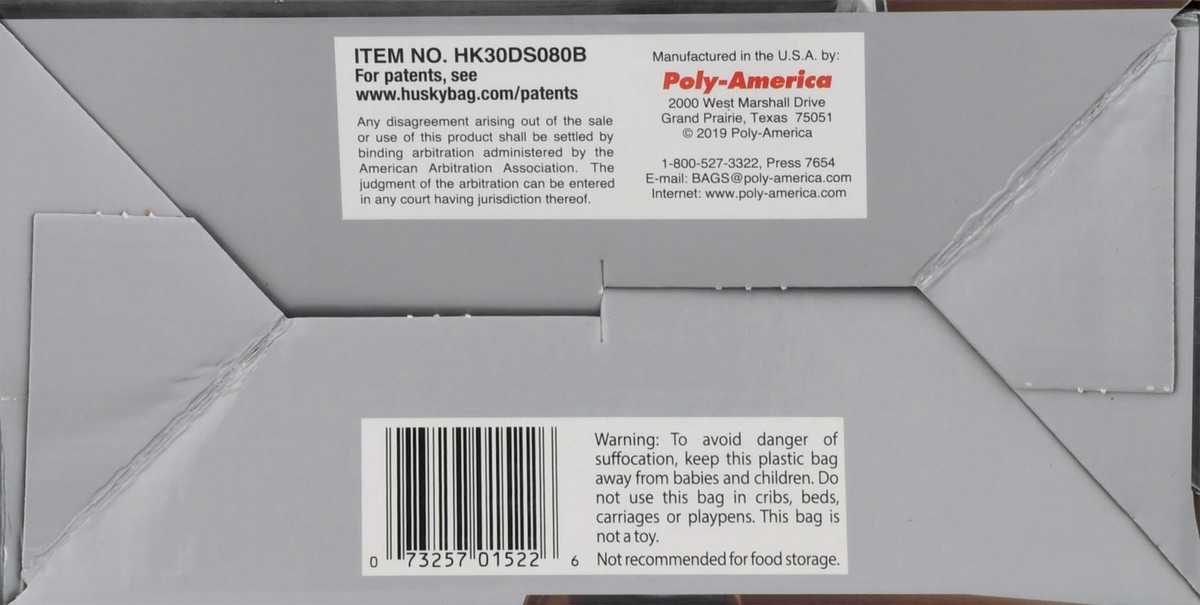 ITEM NO. HK30DS080B
For patents, see
www.huskybag.com/patents
Any disagreement arising out of the sale
or use of this product shall be settled by
binding arbitration administered by the
American Arbitration Association. The
judgment of the arbitration can be entered
in any court having jurisdiction thereof.
Manufactured in the U.S.A. by:
Poly-America
2000 West Marshall Drive
Grand Prairie, Texas 75051
© 2019 Poly-America
1-800-527-3322, Press 7654
E-mail: BAGS@poly-america.com
Internet: www.poly-america.com
0 73257 01522 6
Warning: To avoid danger of
suffocation, keep this plastic bag
away from babies and children. Do
not use this bag in cribs, beds,
carriages or playpens. This bag is
not a toy.
Not recommended for food storage.